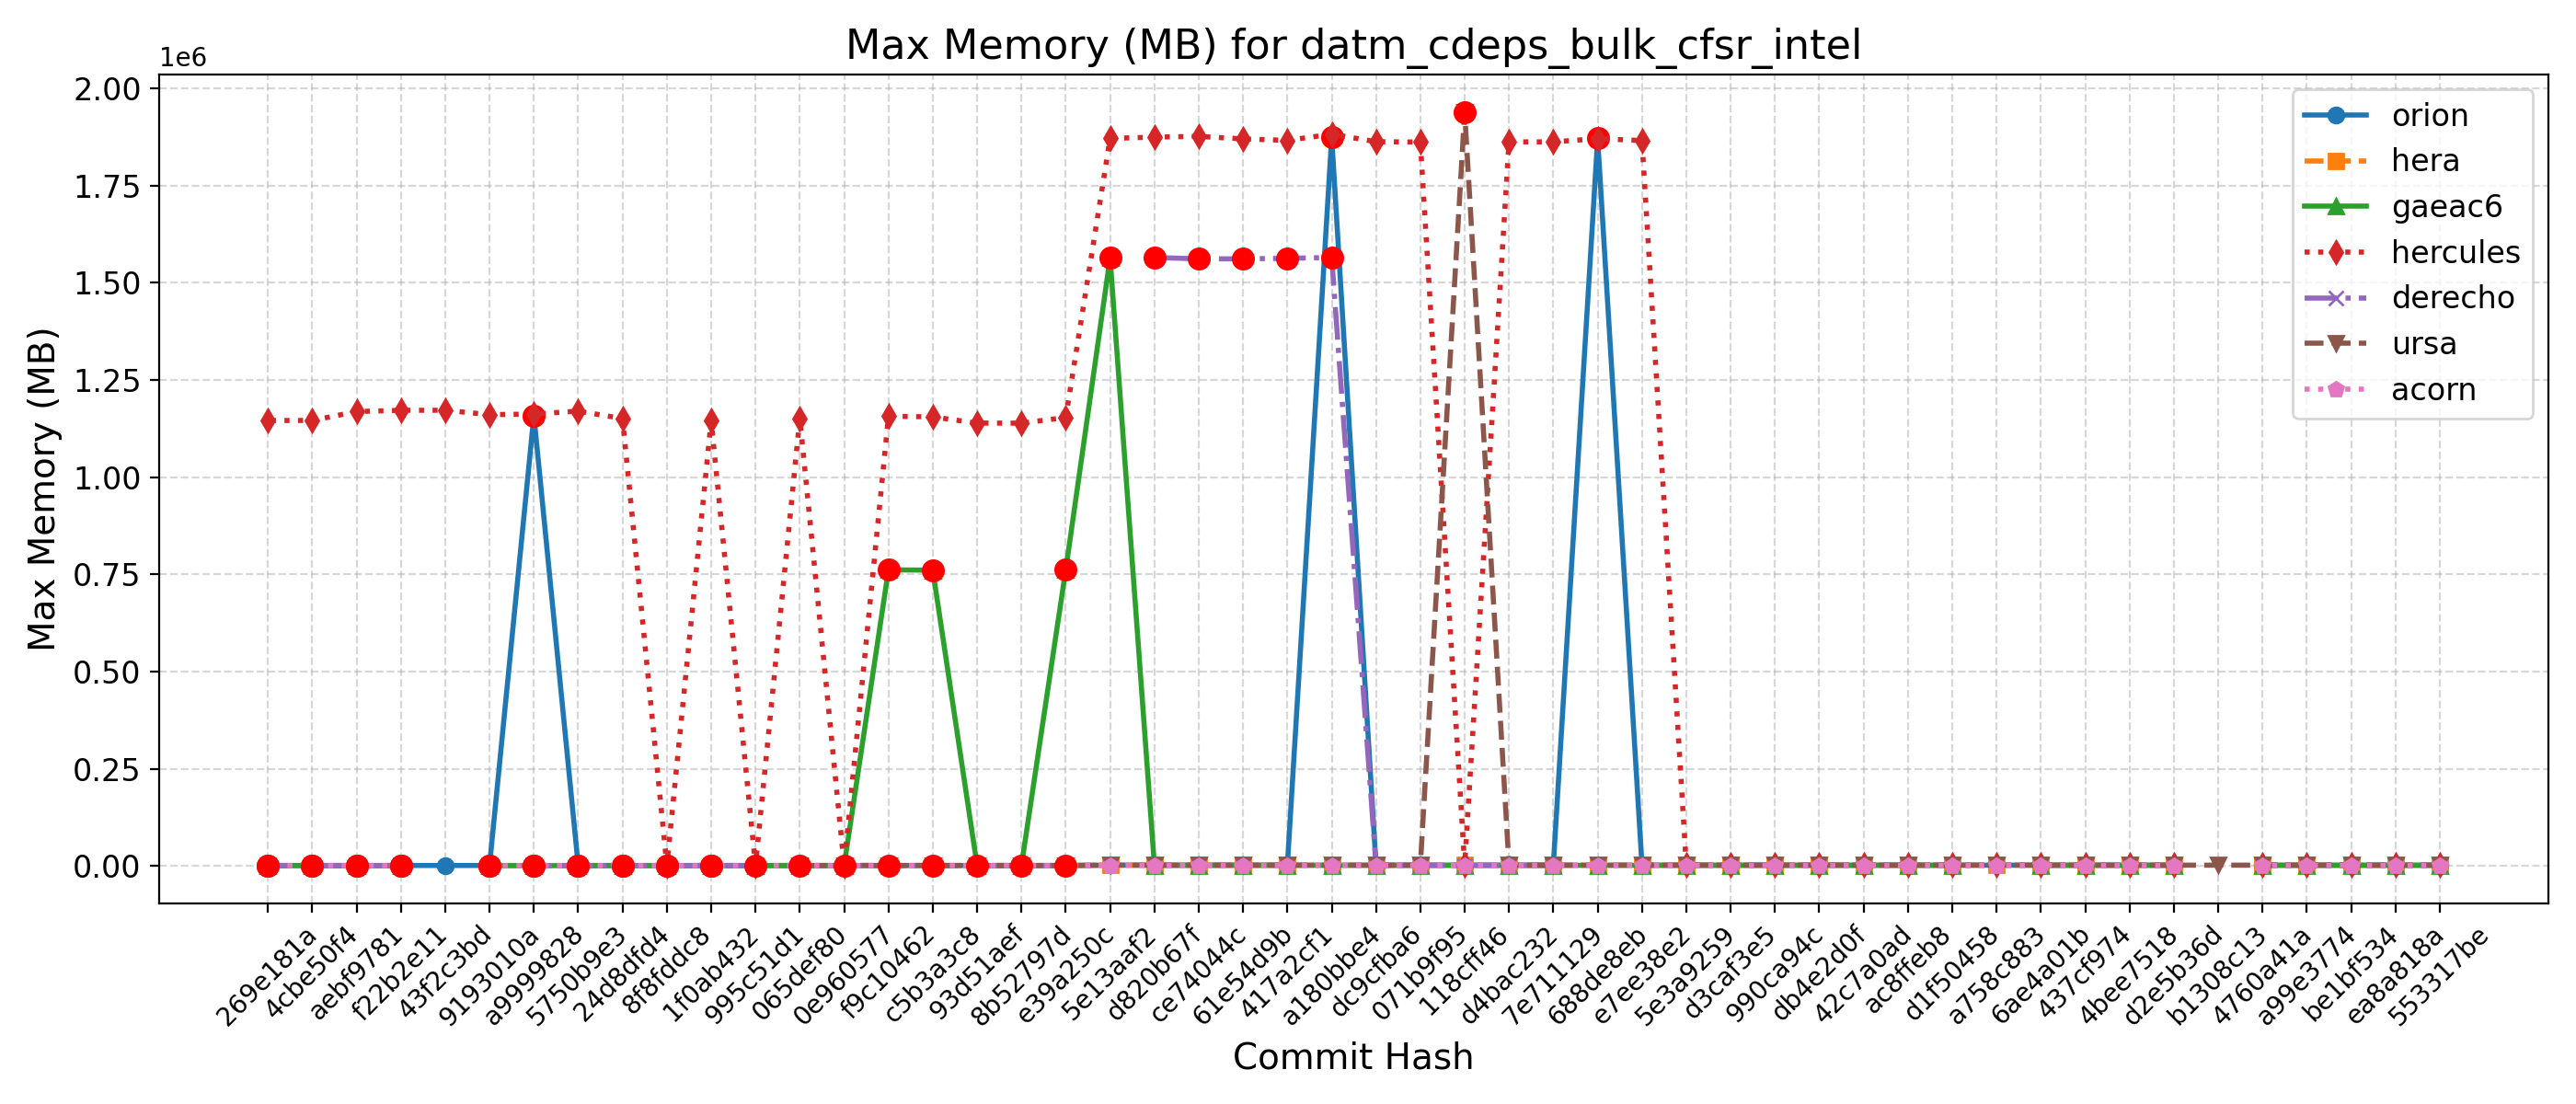 Max Memory (MB) for datm_cdeps_bulk_cfsr_intel
1e6
2.00
1.75
1.50
1.25
1.00
0.75
0.50
0.25
0.00
Max Memory (MB)
orion
hera
gaeac6
hercules
derecho
ursa
acorn
269e181a
4cbe50f4
aebf9781
f22b2e11
43f2c3bd
9193010a
a9999828
5750b9e3
24d8dfd4
8f8fddc8
1f0ab432
995c51d1
065def80
0e960577
f9c10462
c5b3a3c8
93d51aef
8b52797d
e39a250c
5e13aaf2
d820b67f
ce74044c
61e54d9b
417a2cf1
a180bbe4
dc9cfba6
071b9f95
118cff46
d4bac232
7e711129
688de8eb
e7ee38e2
5e3a9259
d3caf3e5
990ca94c
db4e2d0f
42c7a0ad
ac8ffeb8
d1f50458
a758c883
6ae4a01b
437cf974
4bee7518
d2e5b36d
b1308c13
4760a41a
a99e3774
be1bf534
ea8a818a
553317be
Commit Hash